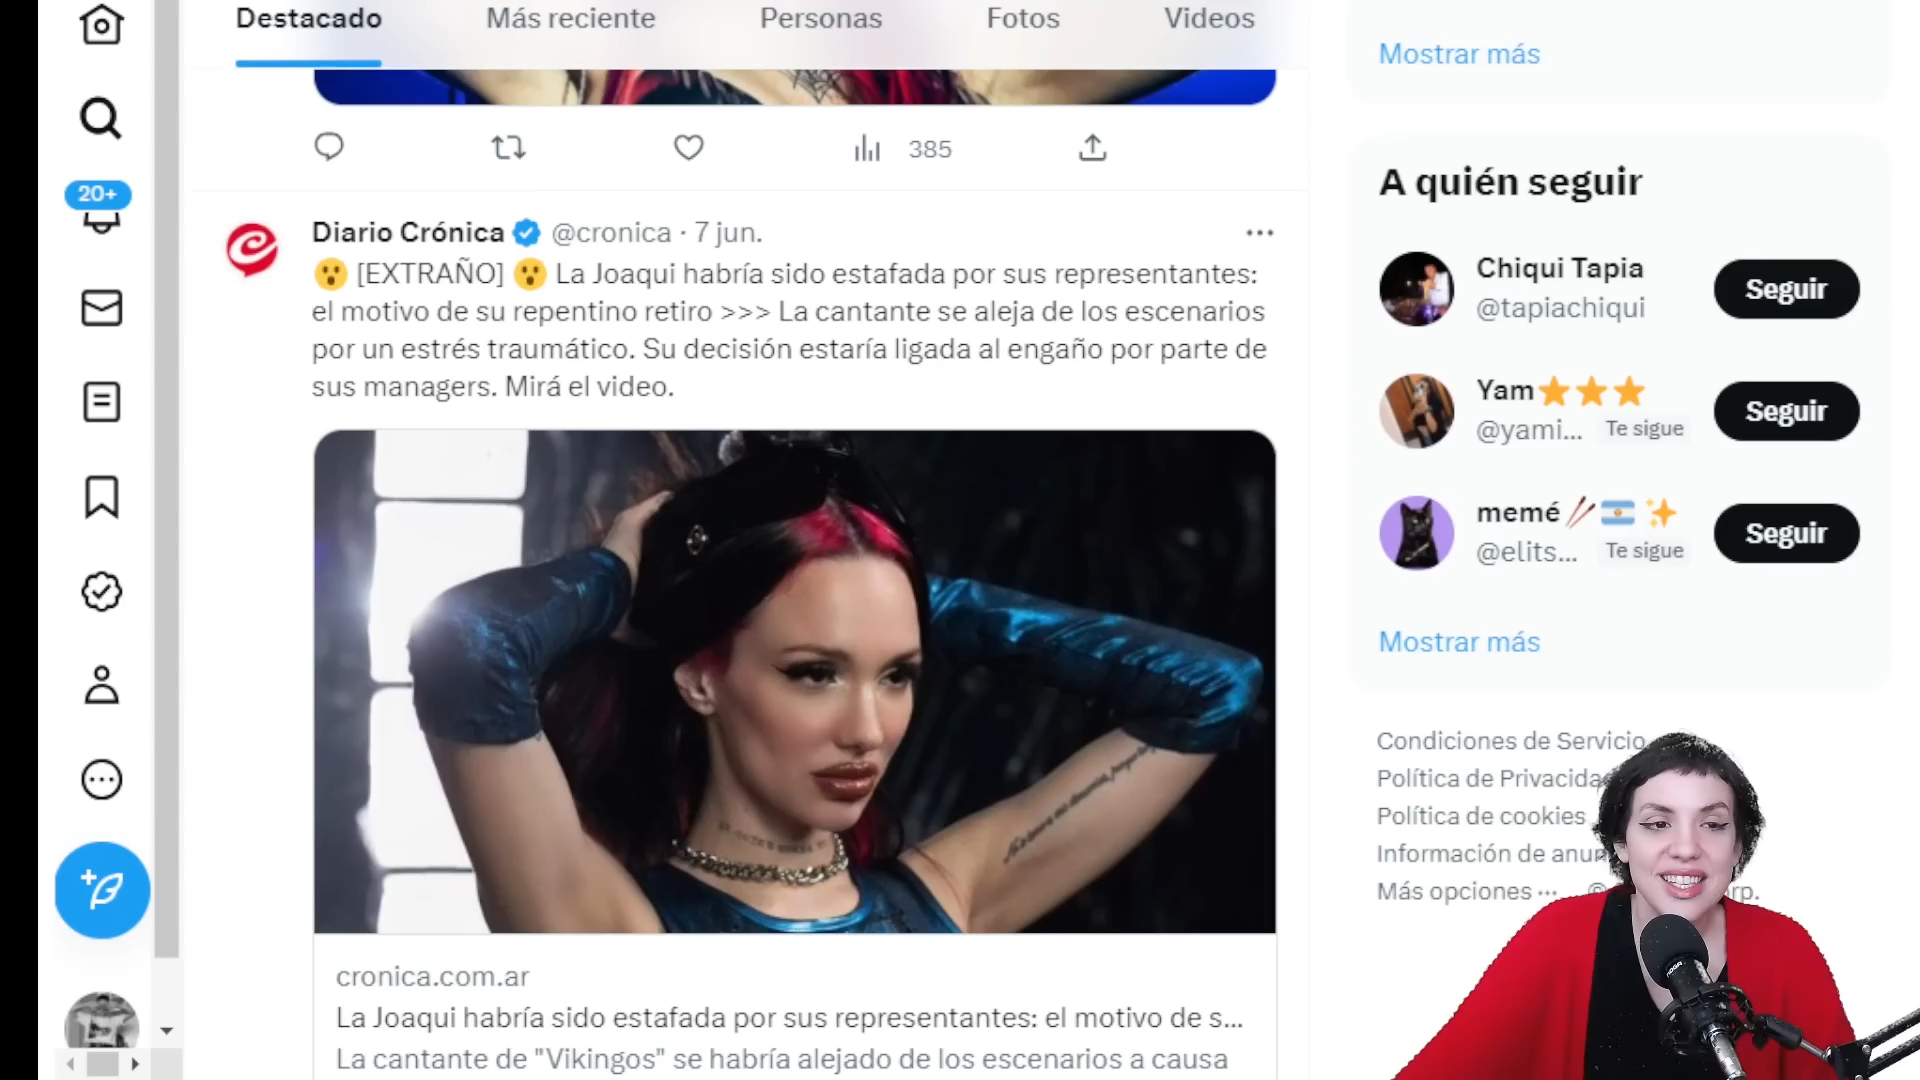 Destacado
Más reciente
Personas
Fotos
Videos
385
20+
Diario Crónica @cronica · 7 jun.
😮 [EXTRAÑO] 😮 La Joaqui habría sido estafada por sus representantes:
el motivo de su repentino retiro >>> La cantante se aleja de los escenarios
por un estrés traumático. Su decisión estaría ligada al engaño por parte de
sus managers. Mirá el video.
cronica.com.ar
La Joaqui habría sido estafada por sus representantes: el motivo de s...
La cantante de "Vikingos" se habría alejado de los escenarios a causa
Mostrar más
A quién seguir
Chiqui Tapia
@tapiachiqui
Seguir
Yam⭐⭐⭐
@yami... Te sigue
Seguir
memé🥢🇦🇷✨
@elits... Te sigue
Seguir
Mostrar más
Condiciones de Servicio
Política de Privacida
Política de cookies
Información de anun
Más opciones ··· rp.